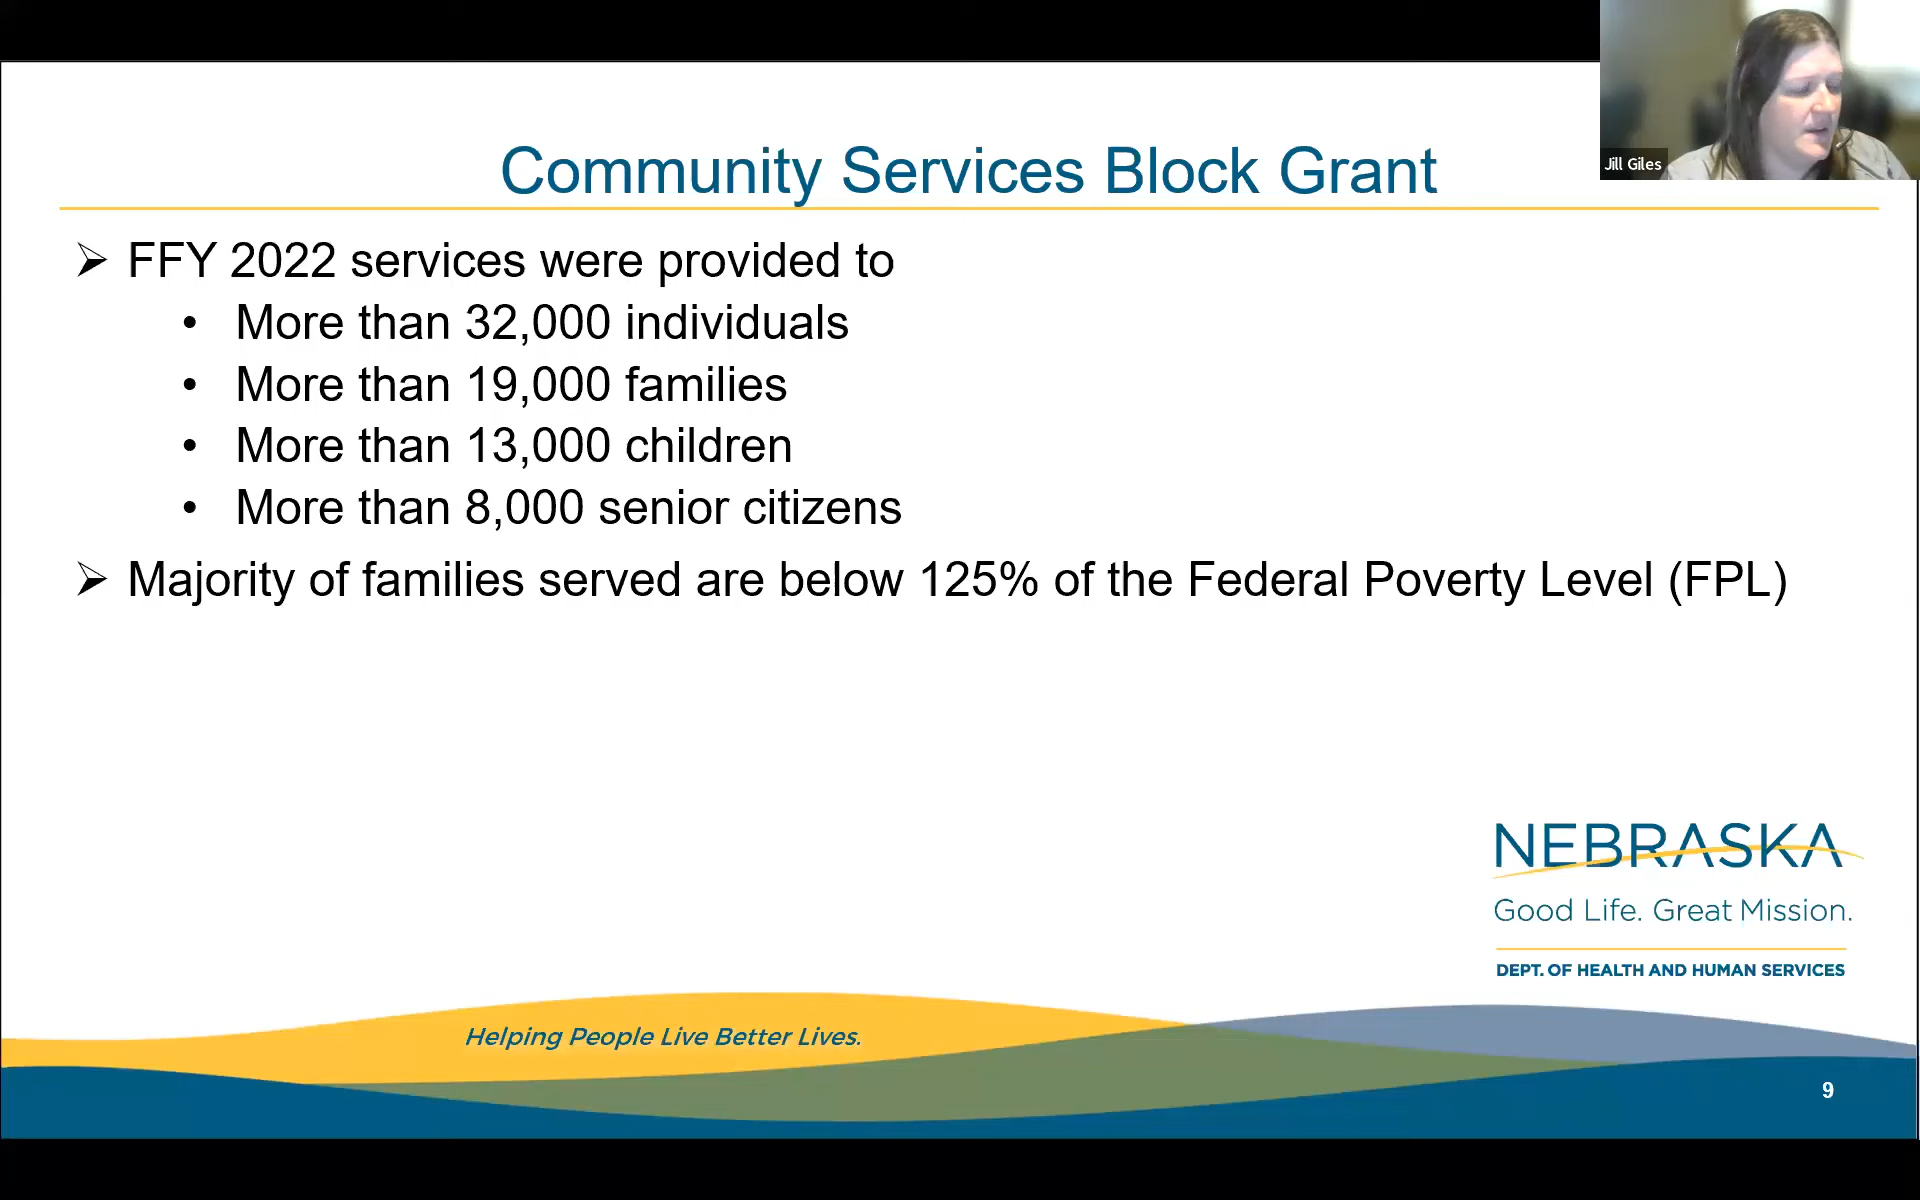 Jill Giles
Community Services Block Grant
➢ FFY 2022 services were provided to
• More than 32,000 individuals
• More than 19,000 families
• More than 13,000 children
• More than 8,000 senior citizens
➢ Majority of families served are below 125% of the Federal Poverty Level (FPL)
NEBRASKA
Good Life. Great Mission.
DEPT. OF HEALTH AND HUMAN SERVICES
Helping People Live Better Lives.
9